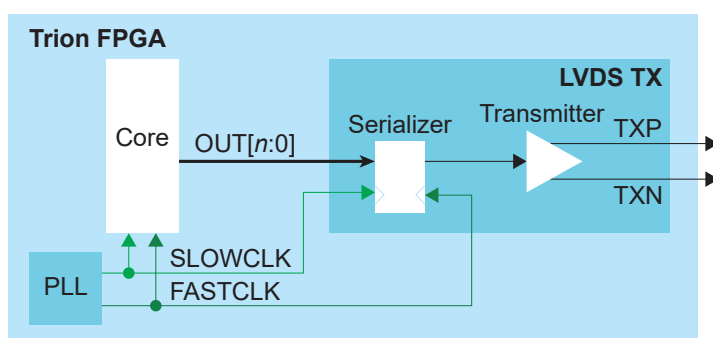 Trion FPGA
LVDS TX
Core
OUT[n:0]
Serializer
Transmitter
TXP
TXN
PLL
SLOWCLK
FASTCLK